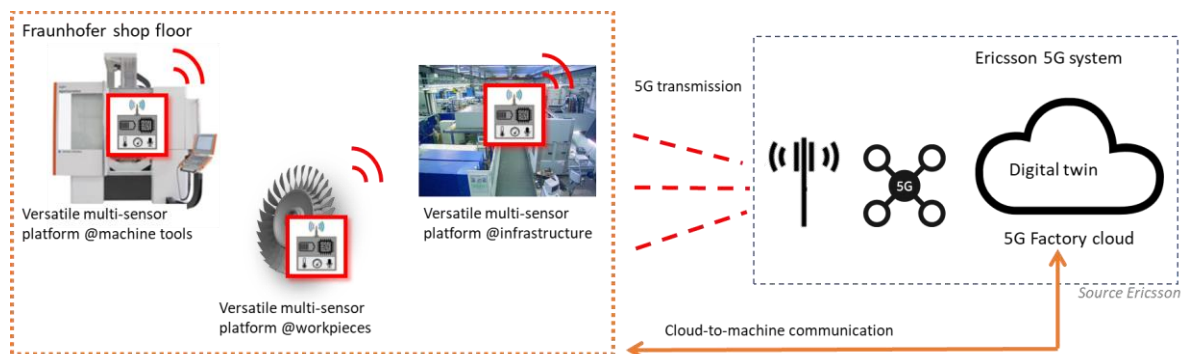 Fraunhofer shop floor
Versatile multi-sensor
platform @machine tools
Versatile multi-sensor
platform @workpieces
Versatile multi-sensor
platform @infrastructure
5G transmission
Ericsson 5G system
5G
Digital twin
5G Factory cloud
Source Ericsson
Cloud-to-machine communication